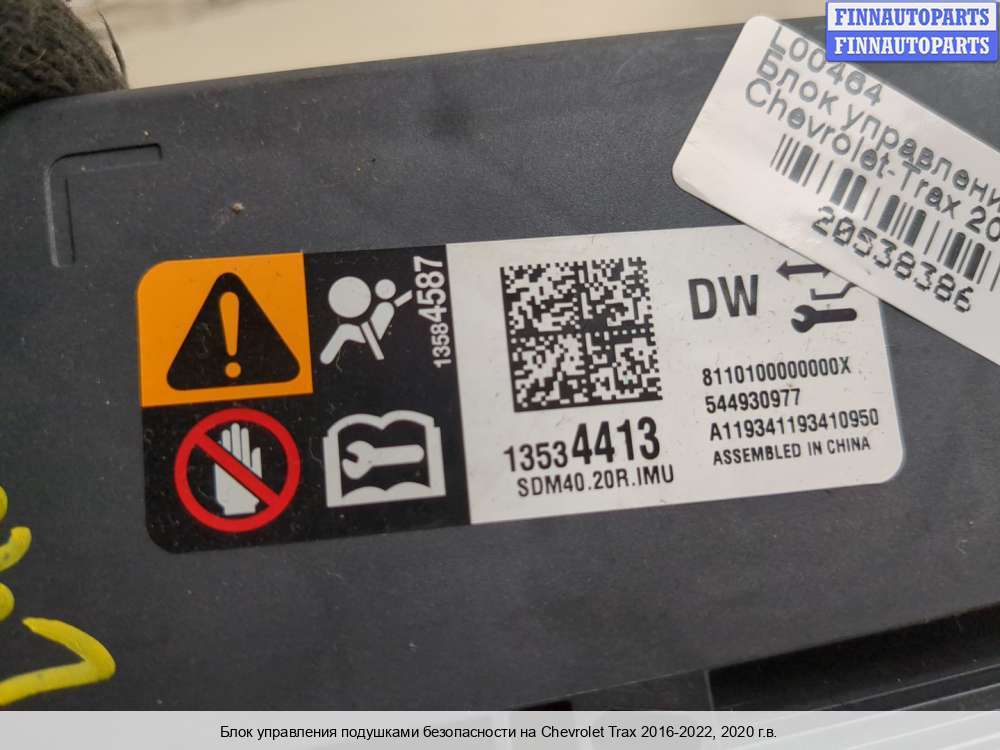 FINNAUTOPARTS
FINNAUTOPARTS
L00464
Блок управлени
Chevrolet-Trax 20
20538386
13584587
DW
8110100000000X
544930977
A119341193410950
ASSEMBLED IN CHINA
13534413
SDM40.20R.IMU
Блок управления подушками безопасности на Chevrolet Trax 2016-2022, 2020 г.в.